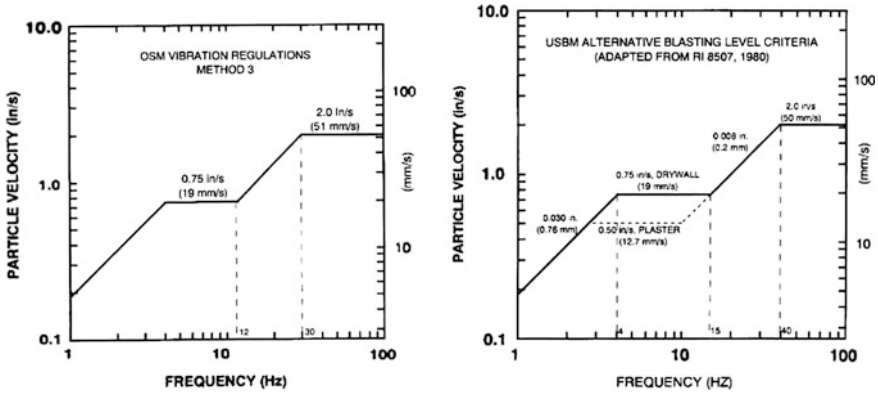 OSM VIBRATION REGULATIONS
METHOD 3
10.0
1.0
0.1
PARTICLE VELOCITY (in/s)
2.0 in/s
(51 mm/s)
0.75 in/s
(19 mm/s)
100
10
(mm/s)
12
30
1
10
100
FREQUENCY (Hz)
USBM ALTERNATIVE BLASTING LEVEL CRITERIA
(ADAPTED FROM RI 8507, 1980)
10.0
1.0
0.1
PARTICLE VELOCITY (in/s)
2.0 in/s
(50 mm/s)
0.008 in.
(0.2 mm)
0.75 in/s, DRYWALL
(19 mm/s)
0.030 in.
(0.76 mm)
0.50 in/s, PLASTER
(12.7 mm/s)
100
10
(mm/s)
4
15
40
1
10
100
FREQUENCY (HZ)